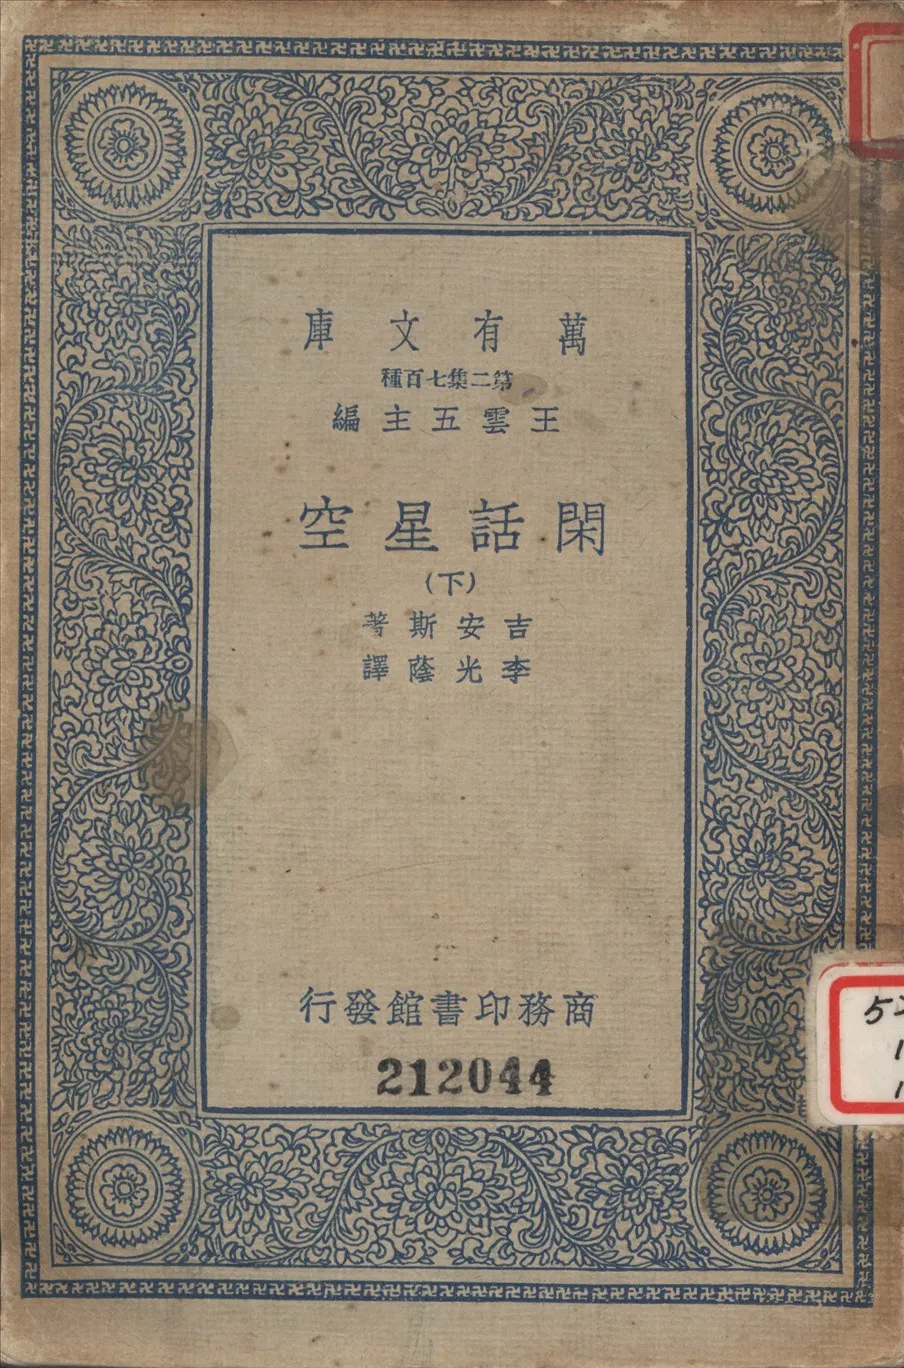 萬有文庫
第二集七百種
王雲五主編
閑話星空
(下)
吉安斯著
李光蔭譯
商務印書館發行
212044